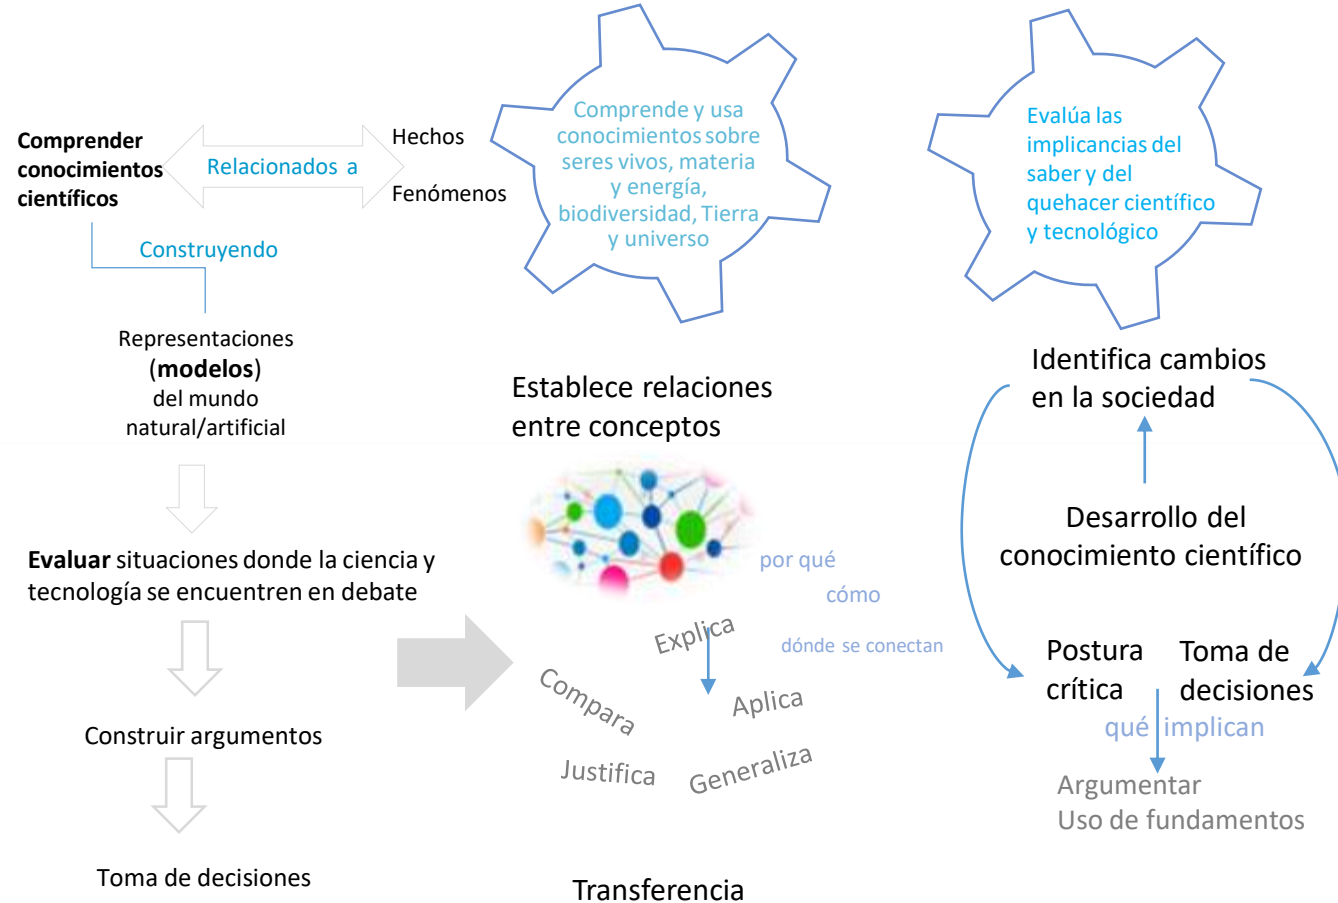 Comprender
conocimientos
científicos
Relacionados a
Hechos
Fenómenos
Construyendo
Representaciones
(modelos)
del mundo
natural/artificial
Evaluar situaciones donde la ciencia y
tecnología se encuentren en debate
Construir argumentos
Toma de decisiones
Comprende y usa
conocimientos sobre
seres vivos, materia
y energía,
biodiversidad, Tierra
y universo
Establece relaciones
entre conceptos
por qué
cómo
dónde se conectan
Explica
Compara
Aplica
Justifica
Generaliza
Transferencia
Evalúa las
implicancias del
saber y del
quehacer científico
y tecnológico
Identifica cambios
en la sociedad
Desarrollo del
conocimiento científico
Postura
crítica
Toma de
decisiones
qué implican
Argumentar
Uso de fundamentos